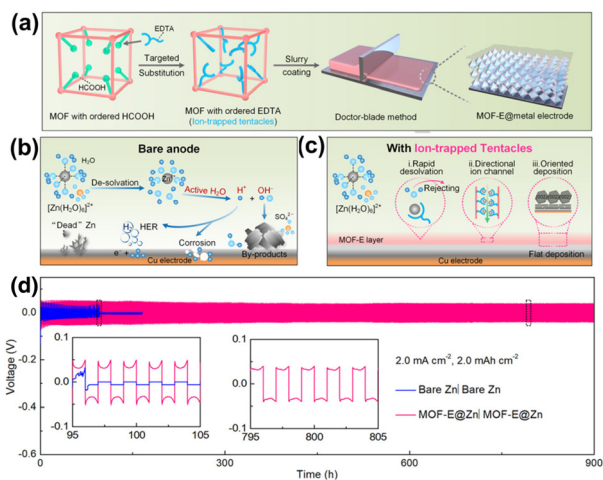 (a)
EDTA
Targeted
Substitution
Slurry
coating
HCOOH
MOF with ordered HCOOH
MOF with ordered EDTA
(Ion-trapped tentacles)
Doctor-blade method
MOF-E@metal electrode
(b)
Bare anode
H₂O
De-solvation
Zn
Active H₂O
H⁺
+
OH⁻
[Zn(H₂O)₆]²⁺
SO₄²⁻
"Dead" Zn
H₂
HER
Corrosion
By-products
e⁻
+
Cu electrode
(c)
With Ion-trapped Tentacles
i.Rapid
desolvation
ii.Directional
ion channel
iii.Oriented
deposition
Rejecting
[Zn(H₂O)₆]²⁺
MOF-E layer
Flat deposition
Cu electrode
(d)
Voltage (V)
0.0
-0.2
-0.4
-0.6
0.1
0.0
-0.1
95
100
105
0.1
0.0
-0.1
795
800
805
2.0 mA cm⁻², 2.0 mAh cm⁻²
Bare Zn| Bare Zn
MOF-E@Zn| MOF-E@Zn
0
300
600
900
Time (h)